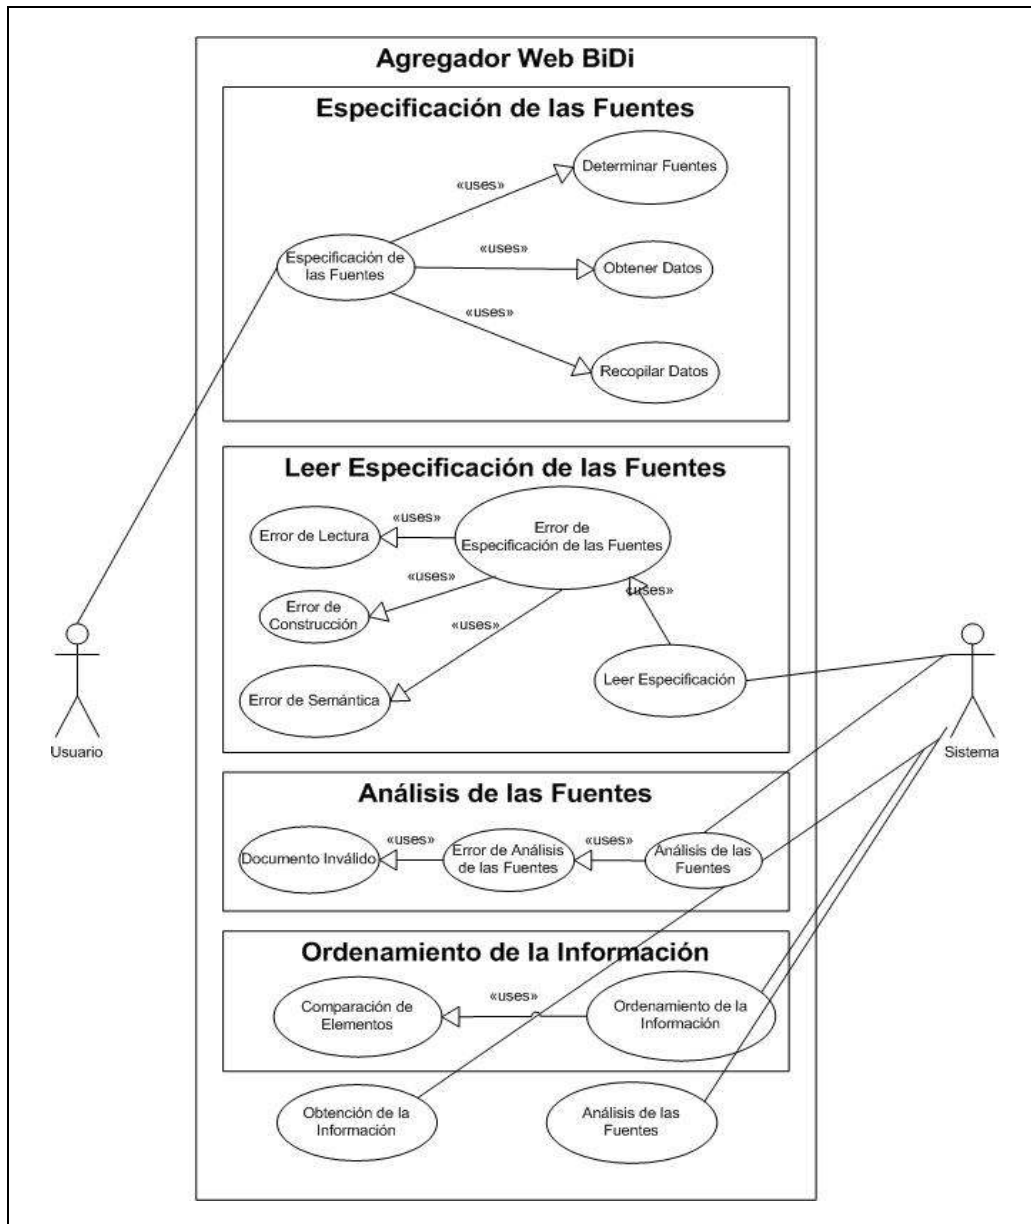 Agregador Web BiDi
Especificación de las Fuentes
Determinar Fuentes
«uses»
Especificación de
las Fuentes
«uses»
Obtener Datos
«uses»
Recopilar Datos
Leer Especificación de las Fuentes
Error de Lectura
«uses»
Error de
Especificación de las Fuentes
«uses»
Error de
Construcción
«uses»
«uses»
Error de Semántica
Leer Especificación
Usuario
Sistema
Análisis de las Fuentes
Documento Inválido
«uses»
Error de Análisis
de las Fuentes
«uses»
Análisis de las
Fuentes
Ordenamiento de la Información
Comparación de
Elementos
«uses»
Ordenamiento de la
Información
Obtención de la
Información
Análisis de las
Fuentes